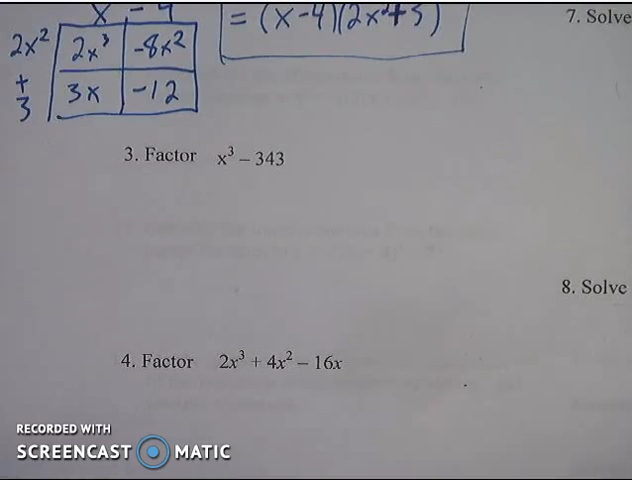 x - 4
= (x-4)(2x²+3)
7. Solve
2x² 2x³ -8x²
+ 3 3x -12
3. Factor x³ – 343
8. Solve
4. Factor 2x³ + 4x² – 16x
RECORDED WITH
SCREENCAST MATIC